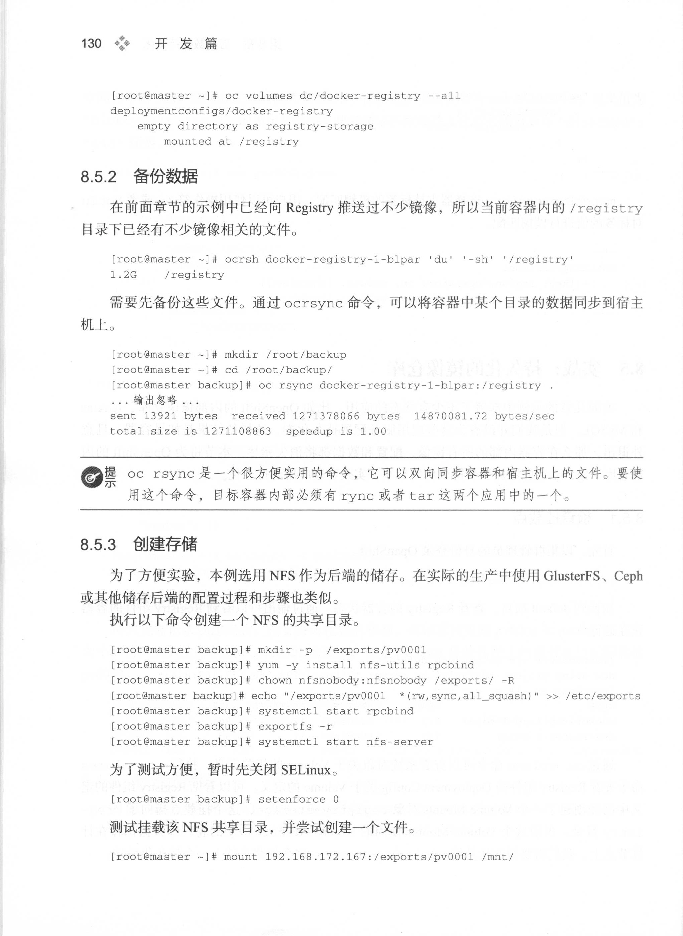 130 开发篇
[root@master ~]# oc volumes dc/docker-registry --all
deploymentconfigs/docker-registry
empty directory as registry-storage
mounted at /registry
8.5.2 备份数据
在前面章节的示例中已经向 Registry 推送过不少镜像，所以当前容器内的 /registry
目录下已经有不少镜像相关的文件。
[root@master ~]# ocrsh docker-registry-1-blpar 'du' '-sh' '/registry'
1.2G /registry
需要先备份这些文件。通过 ocrsync 命令，可以将容器中某个目录的数据同步到宿主
机上。
[root@master ~]# mkdir /root/backup
[root@master ~]# cd /root/backup/
[root@master backup]# oc rsync docker-registry-1-blpar:/registry .
... 输出忽略 ...
sent 13921 bytes received 1271378066 bytes 14870081.72 bytes/sec
total size is 1271108863 speedup is 1.00
提示 oc rsync 是一个很方便实用的命令，它可以双向同步容器和宿主机上的文件。要使
用这个命令，目标容器内部必须有 rync 或者 tar 这两个应用中的一个。
8.5.3 创建存储
为了方便实验，本例选用 NFS 作为后端的储存。在实际的生产中使用 GlusterFS、Ceph
或其他储存后端的配置过程和步骤也类似。
执行以下命令创建一个 NFS 的共享目录。
[root@master backup]# mkdir -p /exports/pv0001
[root@master backup]# yum -y install nfs-utils rpcbind
[root@master backup]# chown nfsnobody:nfsnobody /exports/ -R
[root@master backup]# echo "/exports/pv0001 *(rw,sync,all_squash)" >> /etc/exports
[root@master backup]# systemctl start rpcbind
[root@master backup]# exportfs -r
[root@master backup]# systemctl start nfs-server
为了测试方便，暂时先关闭 SELinux。
[root@master backup]# setenforce 0
测试挂载该 NFS 共享目录，并尝试创建一个文件。
[root@master ~]# mount 192.168.172.167:/exports/pv0001 /mnt/